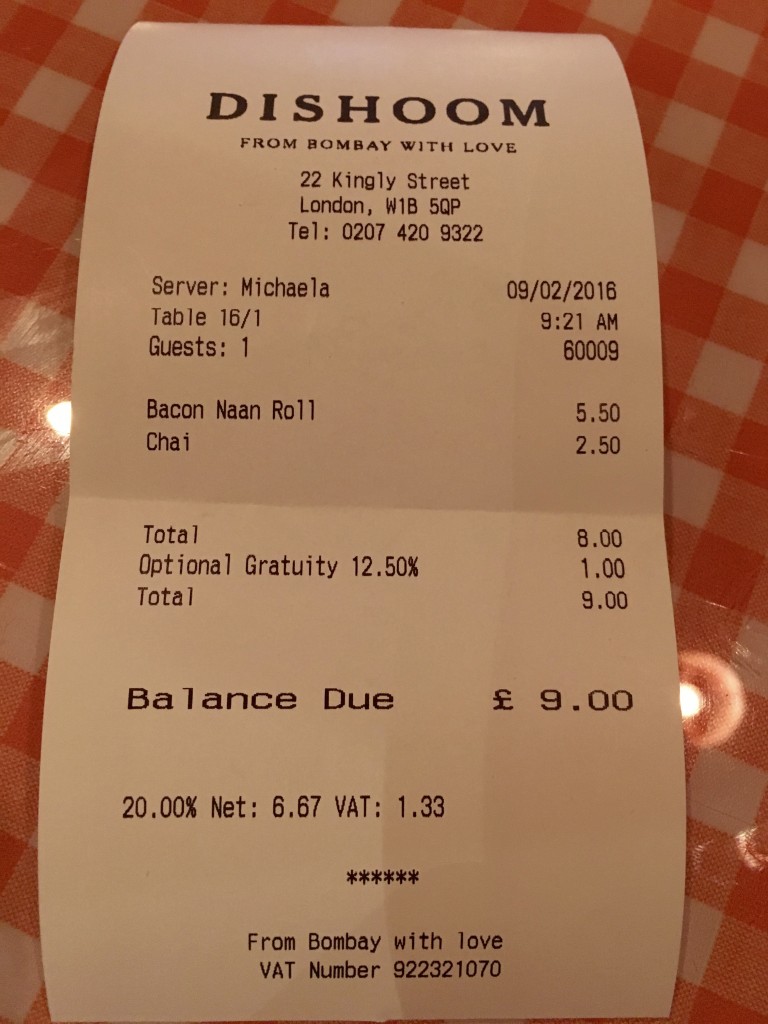 DISHOOM
FROM BOMBAY WITH LOVE
22 Kingly Street
London, W1B 5QP
Tel: 0207 420 9322
Server: Michaela 09/02/2016
Table 16/1 9:21 AM
Guests: 1 60009
Bacon Naan Roll 5.50
Chai 2.50
Total 8.00
Optional Gratuity 12.50% 1.00
Total 9.00
Balance Due £ 9.00
20.00% Net: 6.67 VAT: 1.33
******
From Bombay with love
VAT Number 922321070